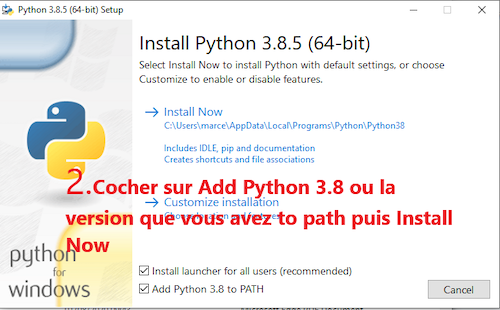 Python 3.8.5 (64-bit) Setup
Install Python 3.8.5 (64-bit)
Select Install Now to install Python with default settings, or choose
Customize to enable or disable features.
Install Now
C:\Users\marce\AppData\Local\Programs\Python\Python38
Includes IDLE, pip and documentation
Creates shortcuts and file associations
2.Cocher sur Add Python 3.8 ou la
Customize installation
version que vous avez to path puis Install
Now
python
for
windows
Install launcher for all users (recommended)
Add Python 3.8 to PATH
Cancel